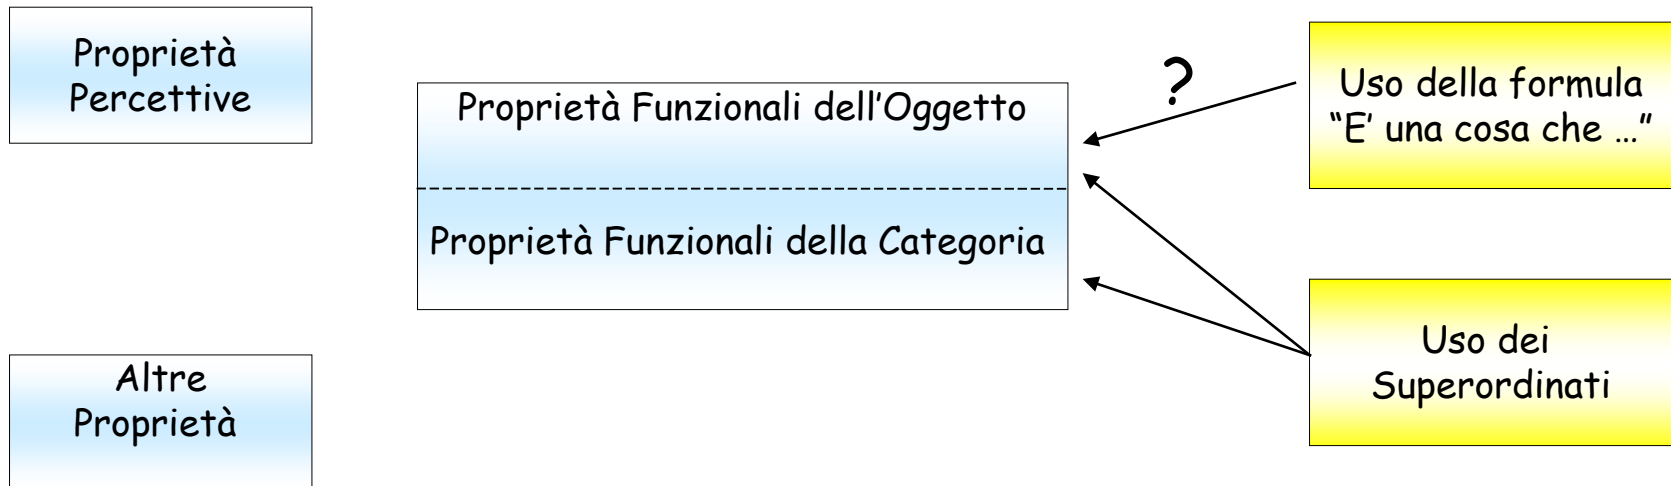 Proprietà
Percettive
Proprietà Funzionali dell'Oggetto
Proprietà Funzionali della Categoria
Altre
Proprietà
?
Uso della formula
"E' una cosa che …"
Uso dei
Superordinati